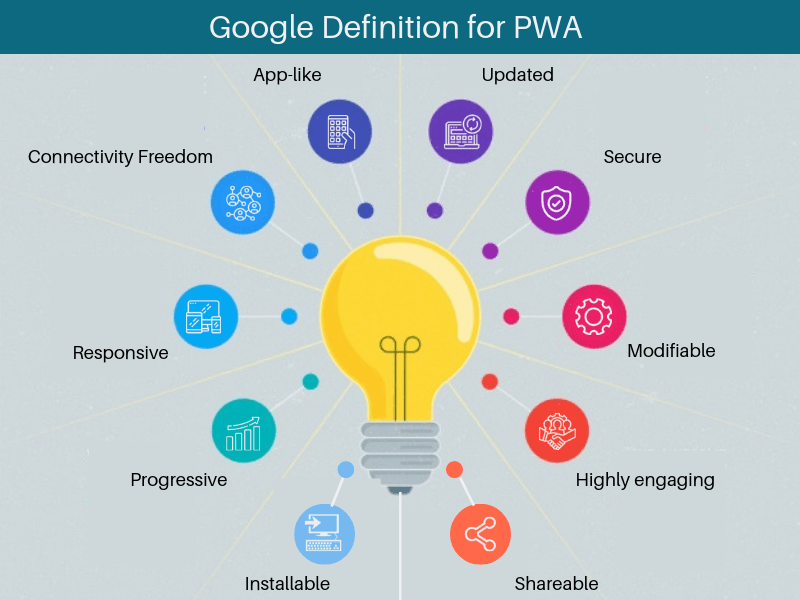 Google Definition for PWA
App-like
Updated
Connectivity Freedom
Secure
Responsive
Modifiable
Progressive
Highly engaging
Installable
Shareable